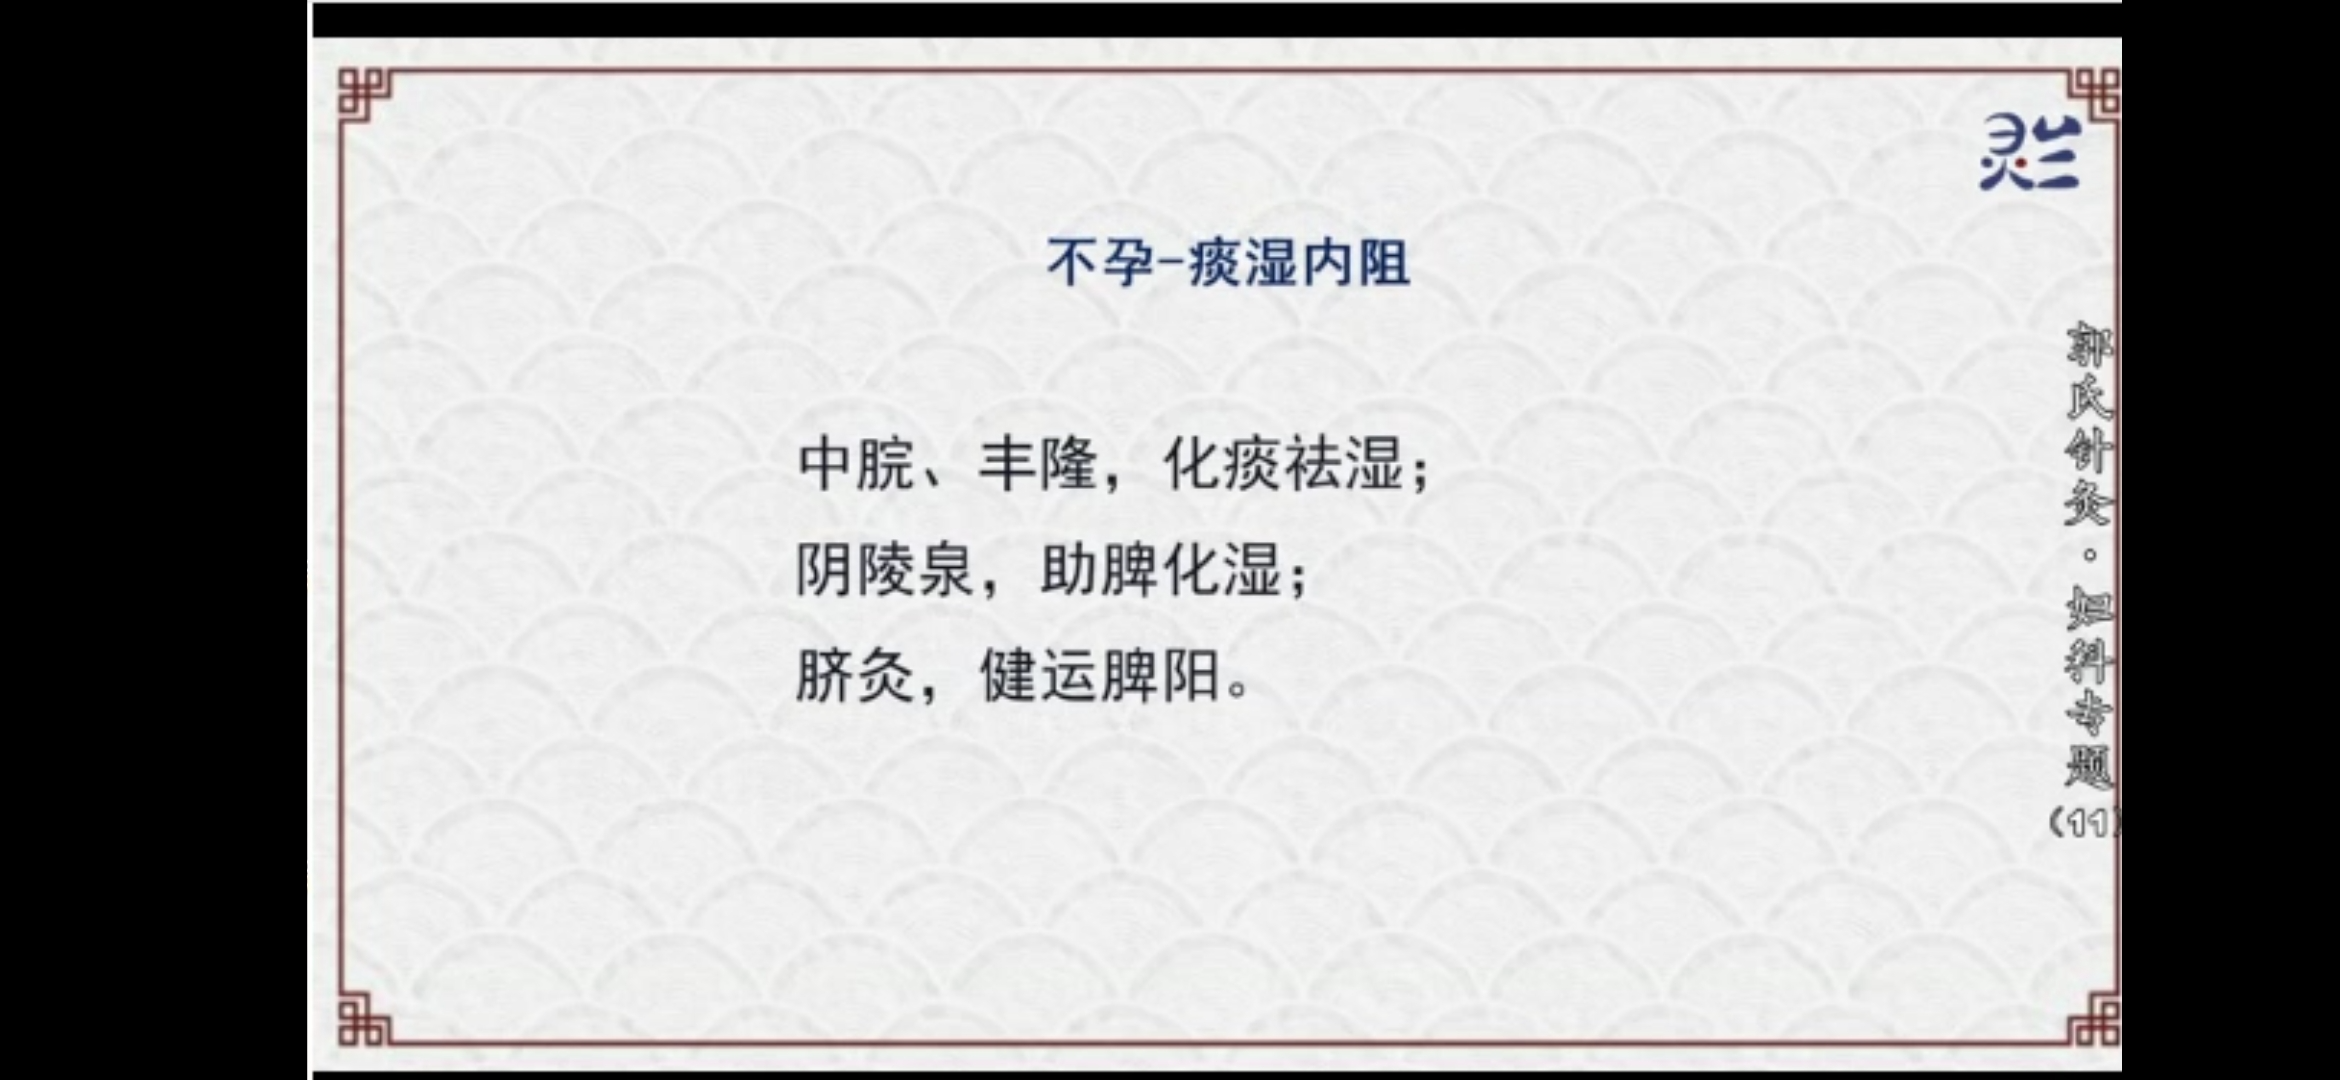 灵兰
不孕-痰湿内阻
中脘、丰隆，化痰祛湿；
阴陵泉，助脾化湿；
脐灸，健运脾阳。
郭氏针灸·妇科专题(11)